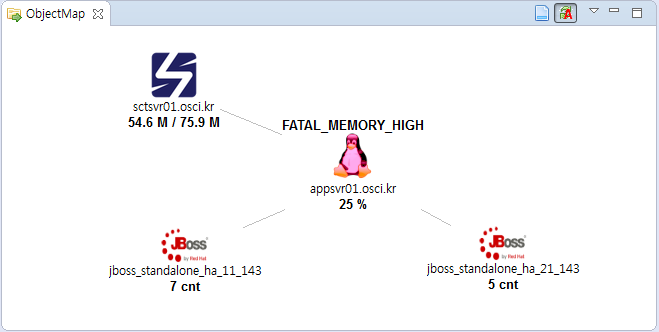 ObjectMap
sctsvr01.osci.kr
54.6 M / 75.9 M
FATAL_MEMORY_HIGH
appsvr01.osci.kr
25 %
JBoss
by Red Hat
jboss_standalone_ha_11_143
7 cnt
JBoss
by Red Hat
jboss_standalone_ha_21_143
5 cnt